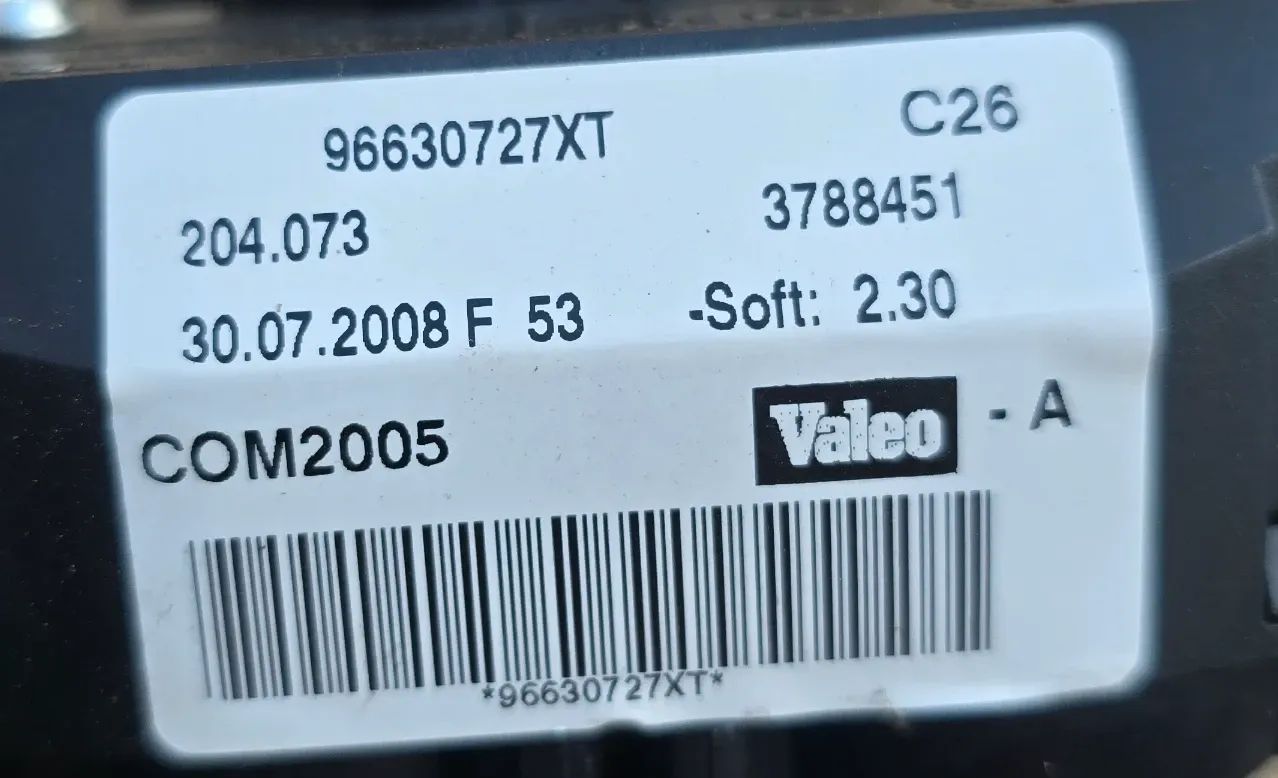 96630727XT C26
204.073 3788451
30.07.2008 F 53 -Soft: 2.30
COM2005 Valeo - A
*96630727XT*